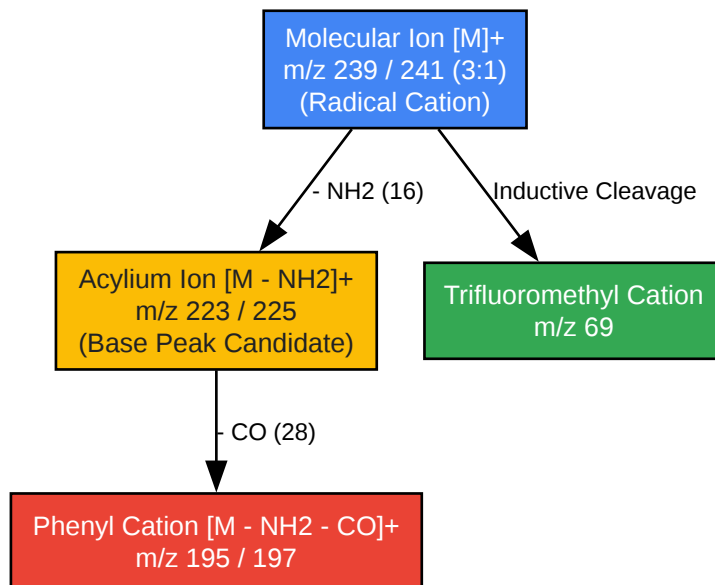 Molecular Ion [M]+
m/z 239 / 241 (3:1)
(Radical Cation)
- NH2 (16)
Inductive Cleavage
Acylium Ion [M - NH2]+
m/z 223 / 225
(Base Peak Candidate)
Trifluoromethyl Cation
m/z 69
- CO (28)
Phenyl Cation [M - NH2 - CO]+
m/z 195 / 197